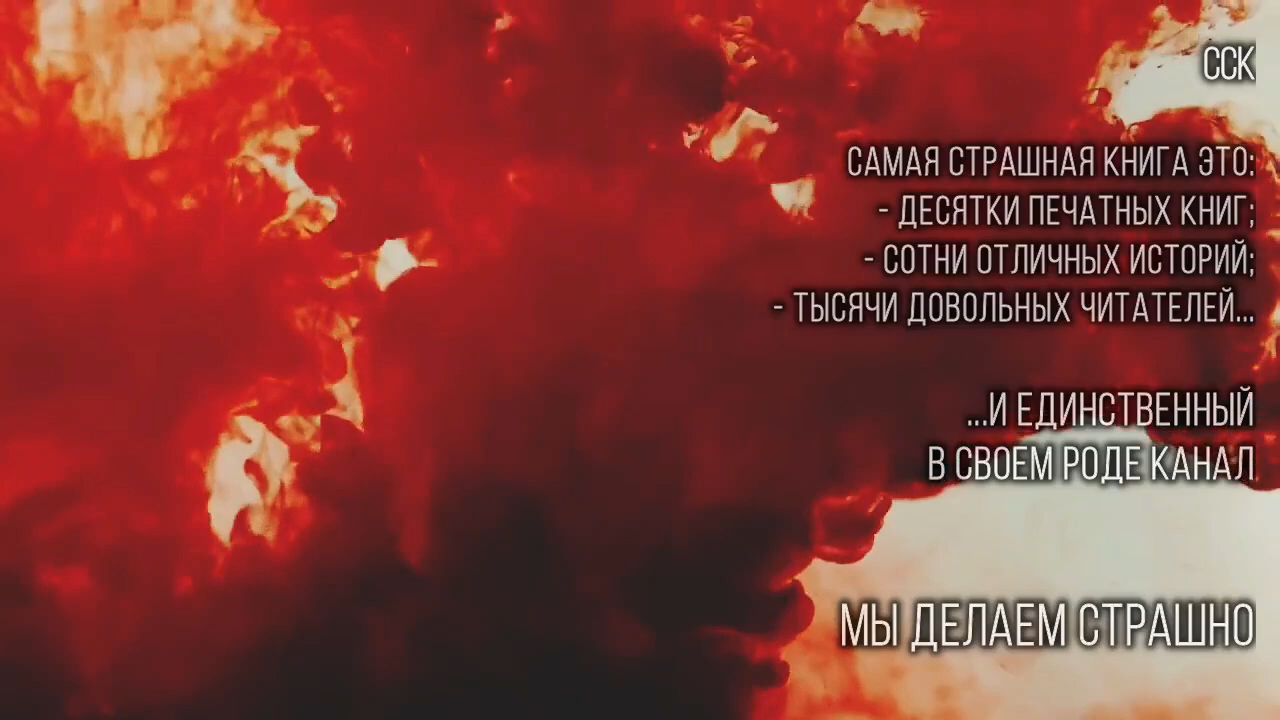 ССК
САМАЯ СТРАШНАЯ КНИГА ЭТО:
- ДЕСЯТКИ ПЕЧАТНЫХ КНИГ;
- СОТНИ ОТЛИЧНЫХ ИСТОРИЙ;
- ТЫСЯЧИ ДОВОЛЬНЫХ ЧИТАТЕЛЕЙ...
...И ЕДИНСТВЕННЫЙ
В СВОЕМ РОДЕ КАНАЛ
МЫ ДЕЛАЕМ СТРАШНО